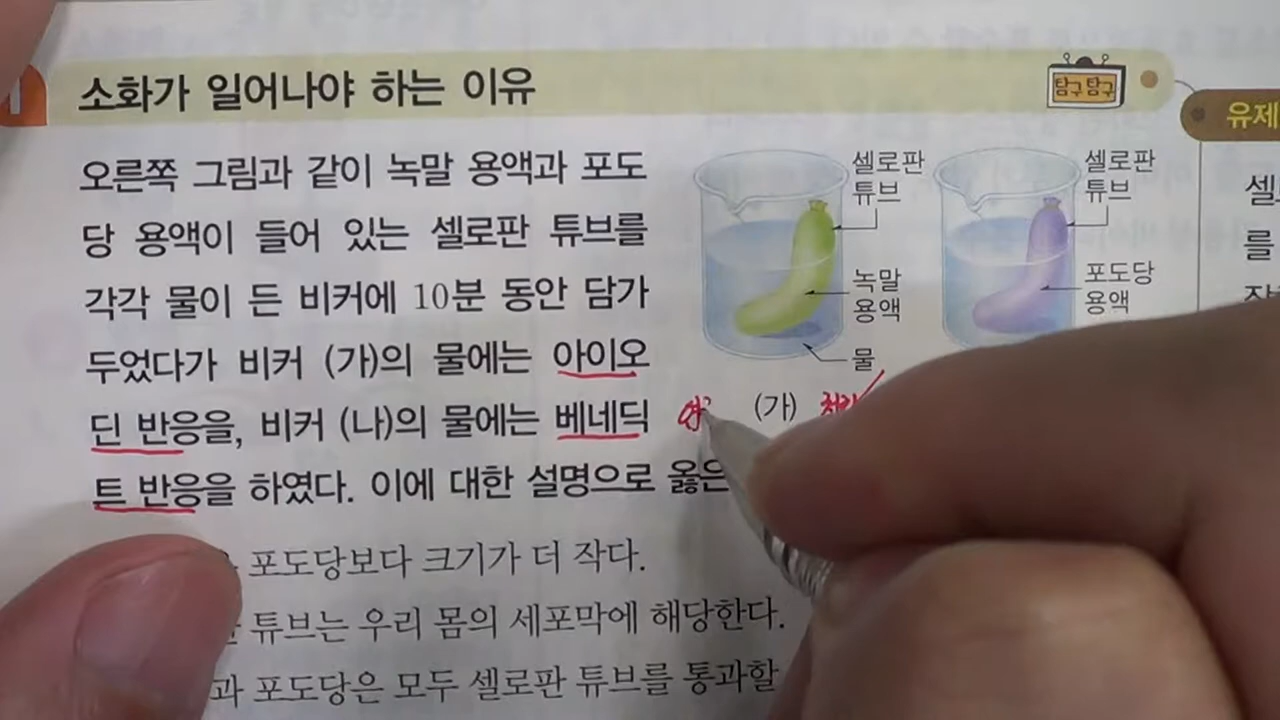 소화가 일어나야 하는 이유
탐구 탐구
유제
오른쪽 그림과 같이 녹말 용액과 포도
당 용액이 들어 있는 셀로판 튜브를
각각 물이 든 비커에 10분 동안 담가
두었다가 비커 (가)의 물에는 아이오
딘 반응을, 비커 (나)의 물에는 베네딕
트 반응을 하였다. 이에 대한 설명으로 옳은
포도당보다 크기가 더 작다.
튜브는 우리 몸의 세포막에 해당한다.
과 포도당은 모두 셀로판 튜브를 통과할
셀로판
튜브
녹말
용액
물
(가)
셀로판
튜브
포도당
용액
를